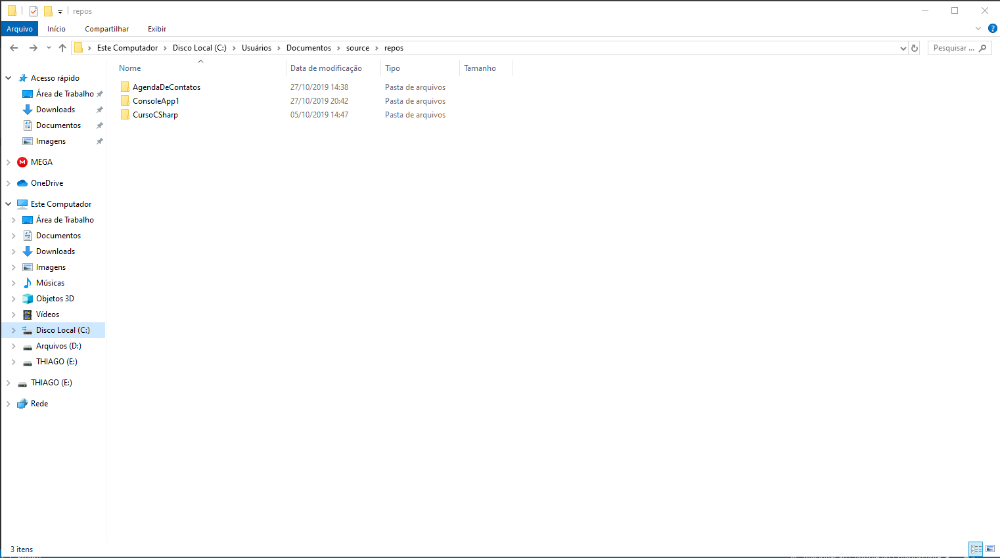 repos
Arquivo Início Compartilhar Exibir
Este Computador Disco Local (C:) Usuários Documentos source repos Pesquisar ...
Nome Data de modificação Tipo Tamanho
AgendaDeContatos 27/10/2019 14:38 Pasta de arquivos
ConsoleApp1 27/10/2019 20:42 Pasta de arquivos
CursoCSharp 05/10/2019 14:47 Pasta de arquivos
Acesso rápido
Área de Trabalho
Downloads
Documentos
Imagens
MEGA
OneDrive
Este Computador
Área de Trabalho
Documentos
Downloads
Imagens
Músicas
Objetos 3D
Vídeos
Disco Local (C:)
Arquivos (D:)
THIAGO (E:)
THIAGO (E:)
Rede
3 itens